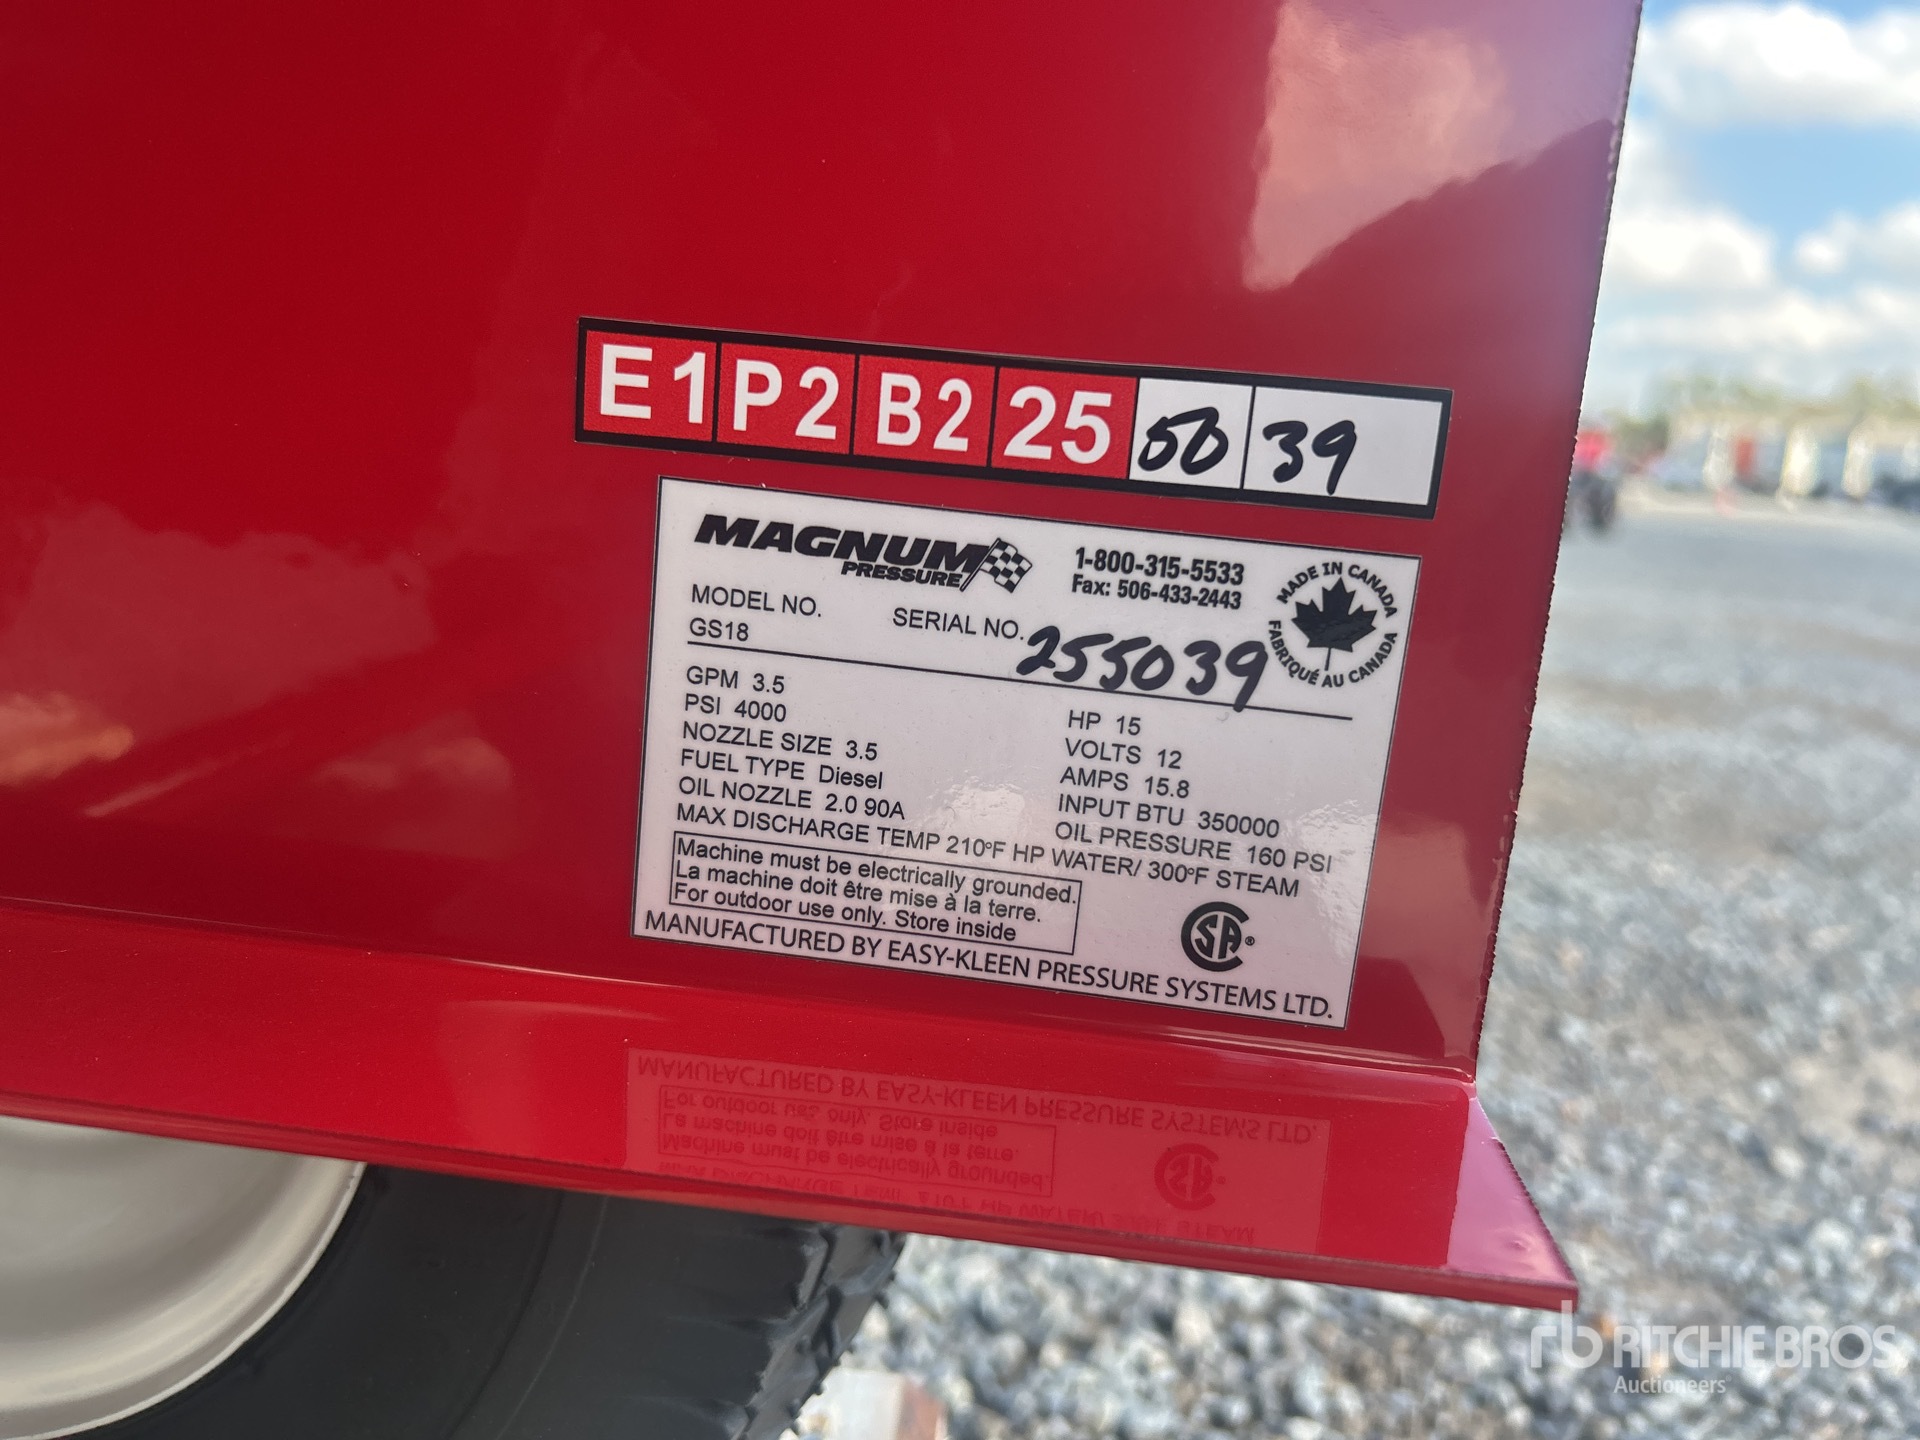 E1 P2 B2 25 50 39
MAGNUM
PRESSURE
1-800-315-5533
Fax: 506-433-2443
MADE IN CANADA
FABRIQUÉ AU CANADA
MODEL NO.
GS18
SERIAL NO. 255039
GPM 3.5
PSI 4000
NOZZLE SIZE 3.5
FUEL TYPE Diesel
OIL NOZZLE 2.0 90A
HP 15
VOLTS 12
AMPS 15.8
INPUT BTU 350000
OIL PRESSURE 160 PSI
MAX DISCHARGE TEMP 210°F HP WATER/ 300°F STEAM
Machine must be electrically grounded.
La machine doit être mise à la terre.
For outdoor use only. Store inside
CSA®
MANUFACTURED BY EASY-KLEEN PRESSURE SYSTEMS LTD.
rb RITCHIE BROS
Auctioneers